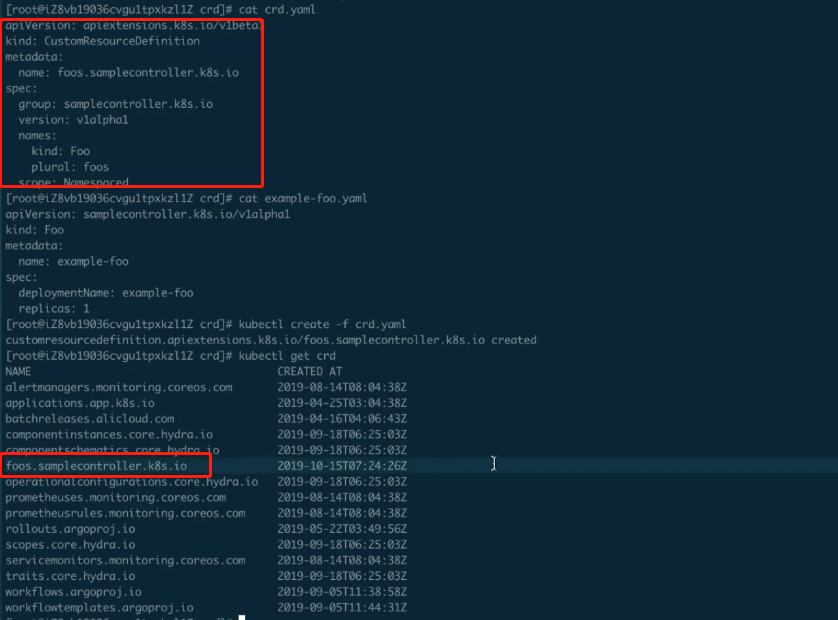 [root@iZ8vb19036cvgu1tpxkzl1Z crd]# cat crd.yaml
apiVersion: apiextensions.k8s.io/v1beta1
kind: CustomResourceDefinition
metadata:
  name: foos.samplecontroller.k8s.io
spec:
  group: samplecontroller.k8s.io
  version: v1alpha1
  names:
    kind: Foo
    plural: foos
  scope: Namespaced
[root@iZ8vb19036cvgu1tpxkzl1Z crd]# cat example-foo.yaml
apiVersion: samplecontroller.k8s.io/v1alpha1
kind: Foo
metadata:
  name: example-foo
spec:
  deploymentName: example-foo
  replicas: 1
[root@iZ8vb19036cvgu1tpxkzl1Z crd]# kubectl create -f crd.yaml
customresourcedefinition.apiextensions.k8s.io/foos.samplecontroller.k8s.io created
[root@iZ8vb19036cvgu1tpxkzl1Z crd]# kubectl get crd
NAME CREATED AT
alertmanagers.monitoring.coreos.com 2019-08-14T08:04:38Z
applications.app.k8s.io 2019-04-25T03:04:38Z
batchreleases.alicloud.com 2019-04-16T04:06:43Z
componentinstances.core.hydra.io 2019-09-18T06:25:03Z
componentschematics.core.hydra.io 2019-09-18T06:25:03Z
foos.samplecontroller.k8s.io 2019-10-15T07:24:26Z
operationalconfigurations.core.hydra.io 2019-09-18T06:25:03Z
prometheuses.monitoring.coreos.com 2019-08-14T08:04:38Z
prometheusrules.monitoring.coreos.com 2019-08-14T08:04:38Z
rollouts.argoproj.io 2019-05-22T03:49:56Z
scopes.core.hydra.io 2019-09-18T06:25:03Z
servicemonitors.monitoring.coreos.com 2019-08-14T08:04:38Z
traits.core.hydra.io 2019-09-18T06:25:03Z
workflows.argoproj.io 2019-09-05T11:38:58Z
workflowtemplates.argoproj.io 2019-09-05T11:44:31Z